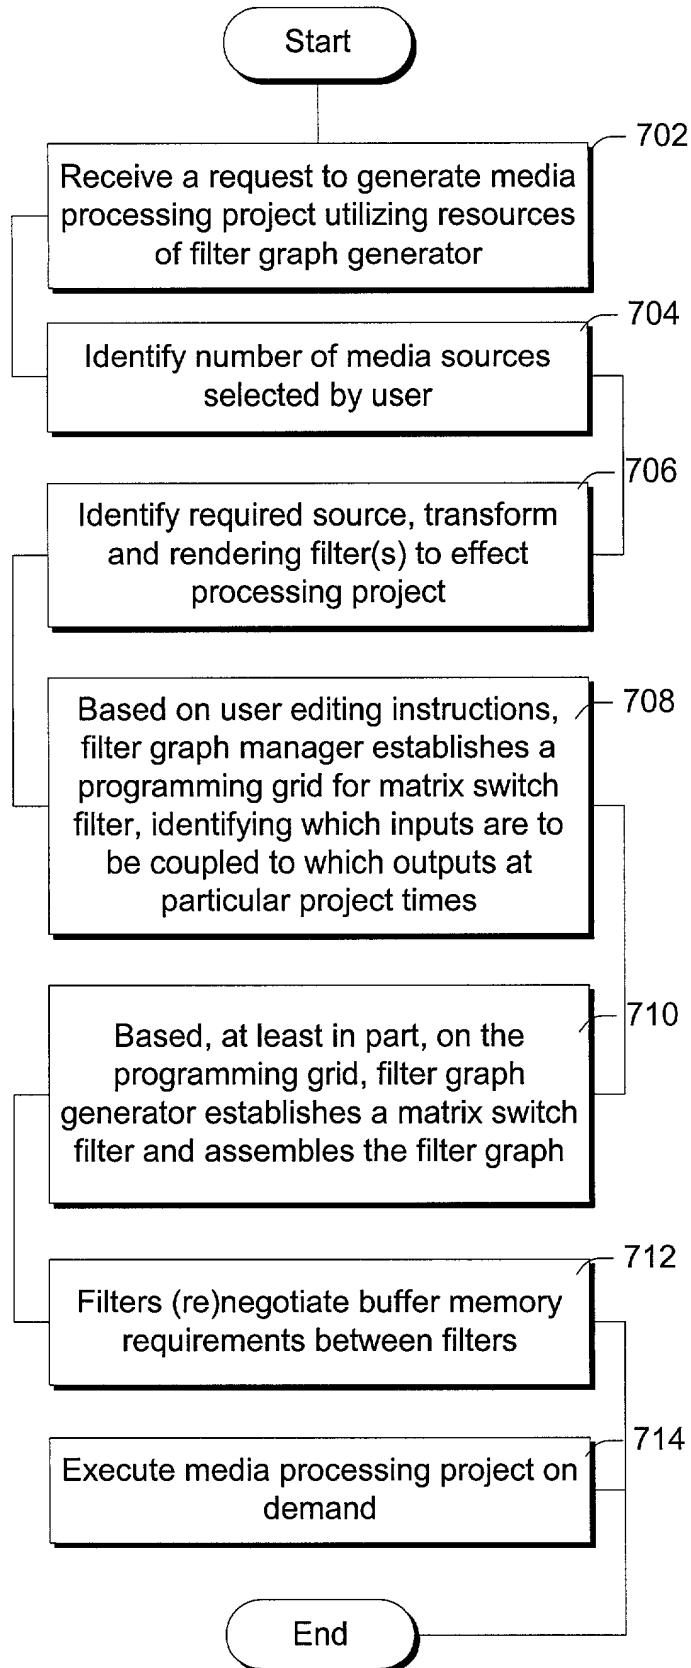 Start
702
Receive a request to generate media
processing project utilizing resources
of filter graph generator
704
Identify number of media sources
selected by user
706
Identify required source, transform
and rendering filter(s) to effect
processing project
708
Based on user editing instructions,
filter graph manager establishes a
programming grid for matrix switch
filter, identifying which inputs are to
be coupled to which outputs at
particular project times
710
Based, at least in part, on the
programming grid, filter graph
generator establishes a matrix switch
filter and assembles the filter graph
712
Filters (re)negotiate buffer memory
requirements between filters
714
Execute media processing project on
demand
End